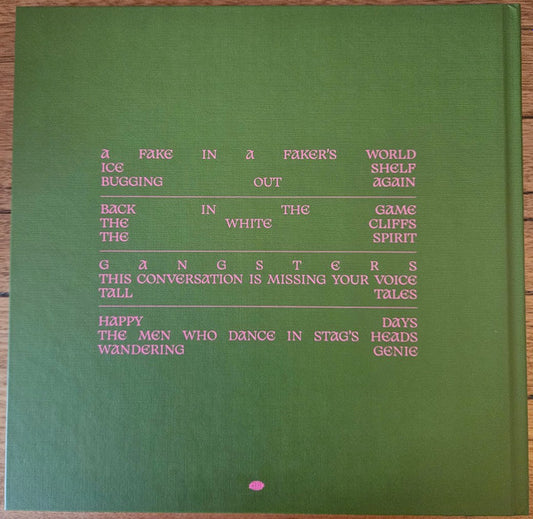 A FAKE IN A FAKER'S WORLD
ICE SHELF
BUGGING OUT AGAIN
BACK IN THE GAME
THE WHITE CLIFFS
THE SPIRIT
GANGSTERS
THIS CONVERSATION IS MISSING YOUR VOICE
TALL TALES
HAPPY DAYS
THE MEN WHO DANCE IN STAG'S HEADS
WANDERING GENIE